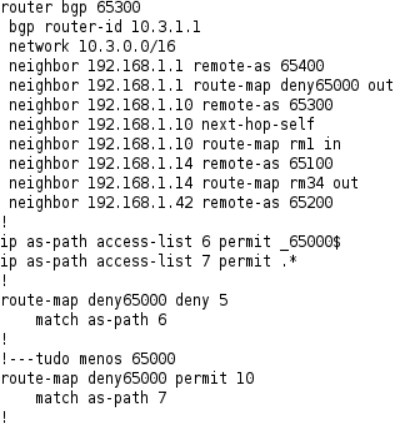 router bgp 65300
bgp router-id 10.3.1.1
network 10.3.0.0/16
neighbor 192.168.1.1 remote-as 65400
neighbor 192.168.1.1 route-map deny65000 out
neighbor 192.168.1.10 remote-as 65300
neighbor 192.168.1.10 next-hop-self
neighbor 192.168.1.10 route-map rm1 in
neighbor 192.168.1.14 remote-as 65100
neighbor 192.168.1.14 route-map rm34 out
neighbor 192.168.1.42 remote-as 65200
!
ip as-path access-list 6 permit _65000$
ip as-path access-list 7 permit .*
!
route-map deny65000 deny 5
match as-path 6
!
!---tudo menos 65000
route-map deny65000 permit 10
match as-path 7
!